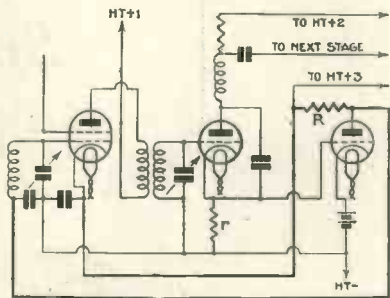 HT+1
TO HT+2
TO NEXT STAGE
TO HT+3
R
r
HT-